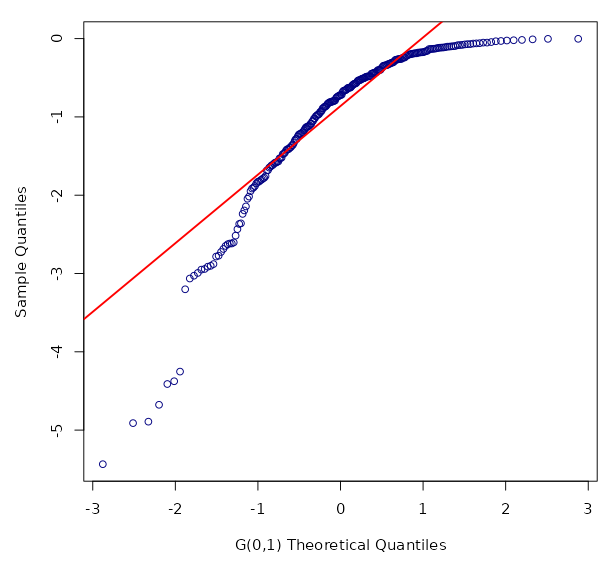 0
-1
-2
-3
-4
-5
Sample Quantiles
-3 -2 -1 0 1 2 3
G(0,1) Theoretical Quantiles